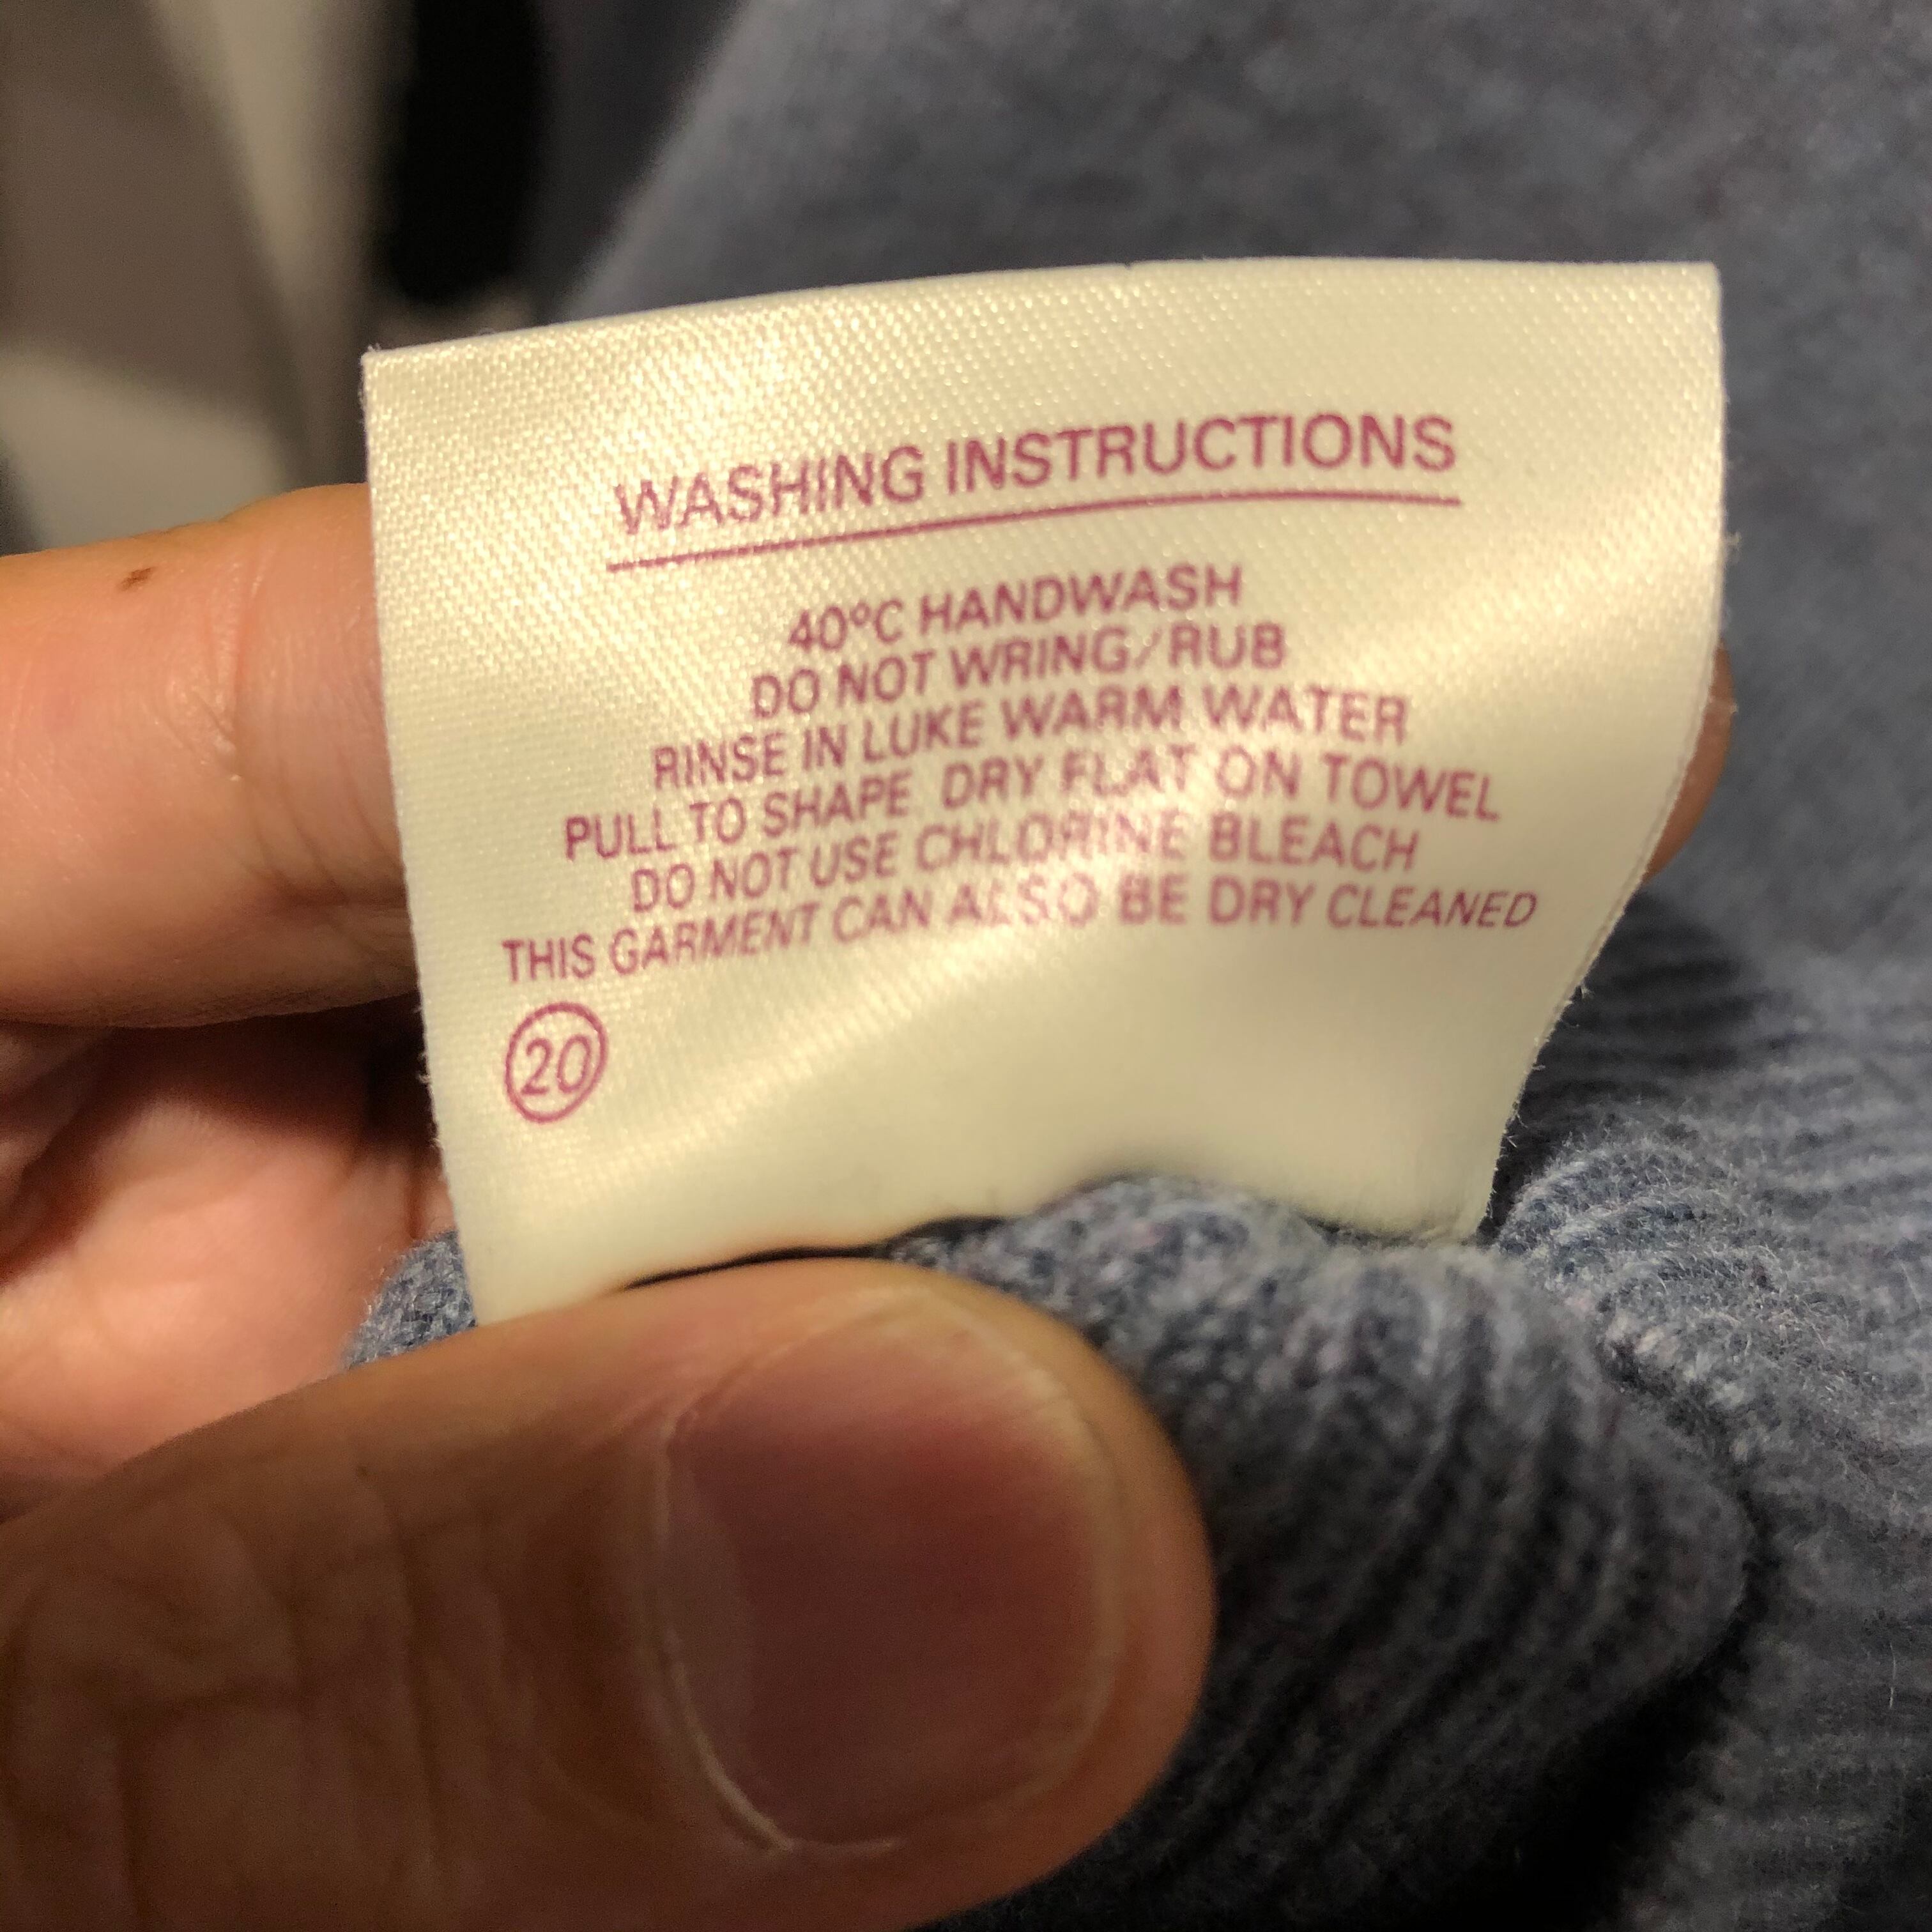 WASHING INSTRUCTIONS
40°C HANDWASH
DO NOT WRING/RUB
RINSE IN LUKE WARM WATER
PULL TO SHAPE DRY FLAT ON TOWEL
DO NOT USE CHLORINE BLEACH
THIS GARMENT CAN ALSO BE DRY CLEANED
20